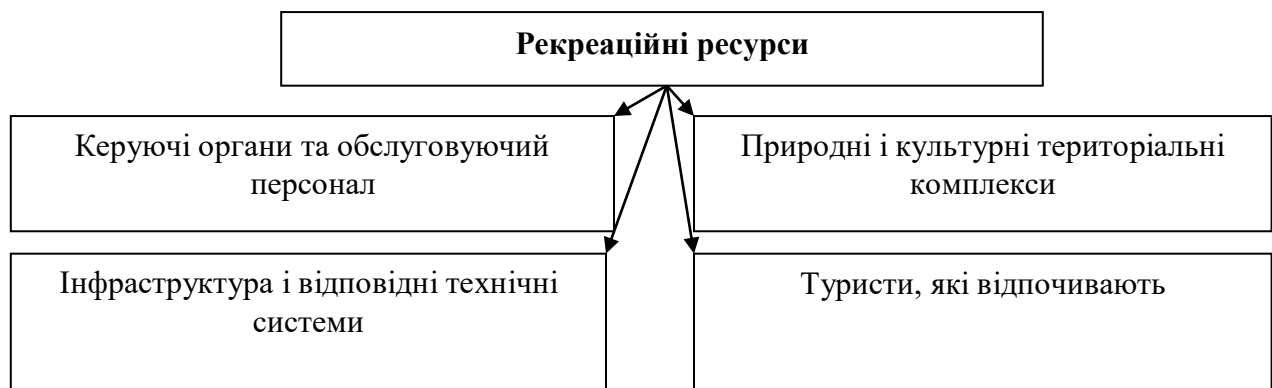 Рекреаційні ресурси
Керуючі органи та обслуговуючий
персонал
Природні і культурні територіальні
комплекси
Інфраструктура і відповідні технічні
системи
Туристи, які відпочивають